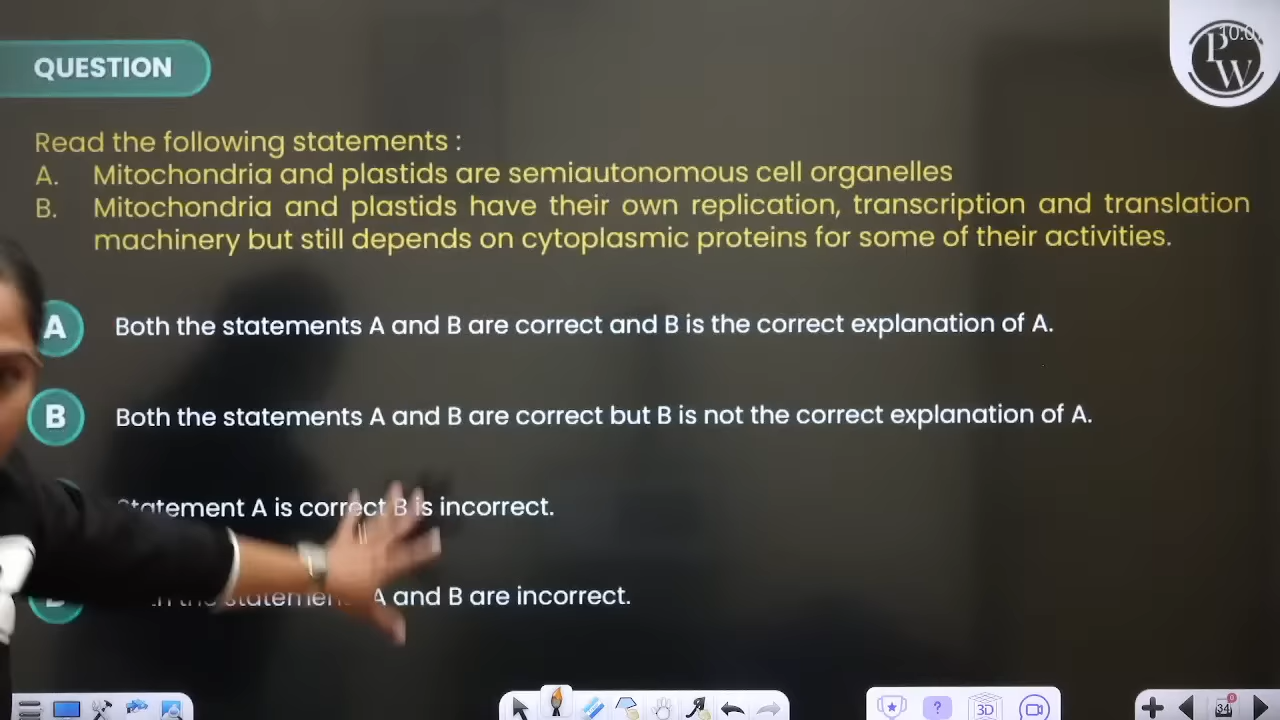 QUESTION
PW
Read the following statements :
A. Mitochondria and plastids are semiautonomous cell organelles
B. Mitochondria and plastids have their own replication, transcription and translation
machinery but still depends on cytoplasmic proteins for some of their activities.
A Both the statements A and B are correct and B is the correct explanation of A.
B Both the statements A and B are correct but B is not the correct explanation of A.
Statement A is correct B is incorrect.
A and B are incorrect.
3D
34